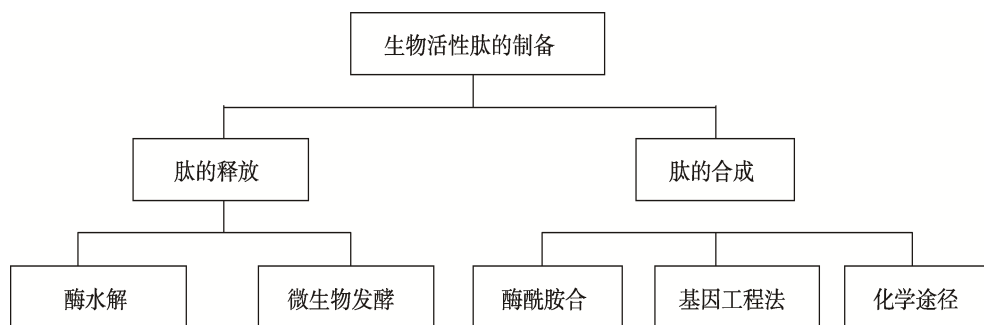 生物活性肽的制备
肽的释放
肽的合成
酶水解
微生物发酵
酶酰胺合
基因工程法
化学途径